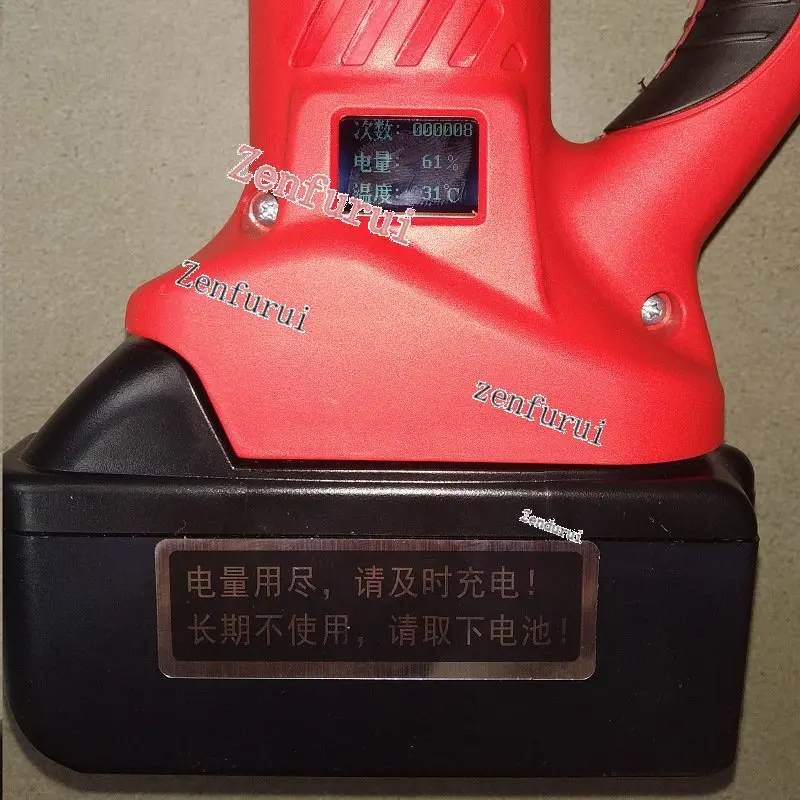 次数: 000008
电量: 61%
温度: 31℃
Zenfurui
Zenfurui
zenfurui
Zendurui
电量用尽，请及时充电！
长期不使用，请取下电池！